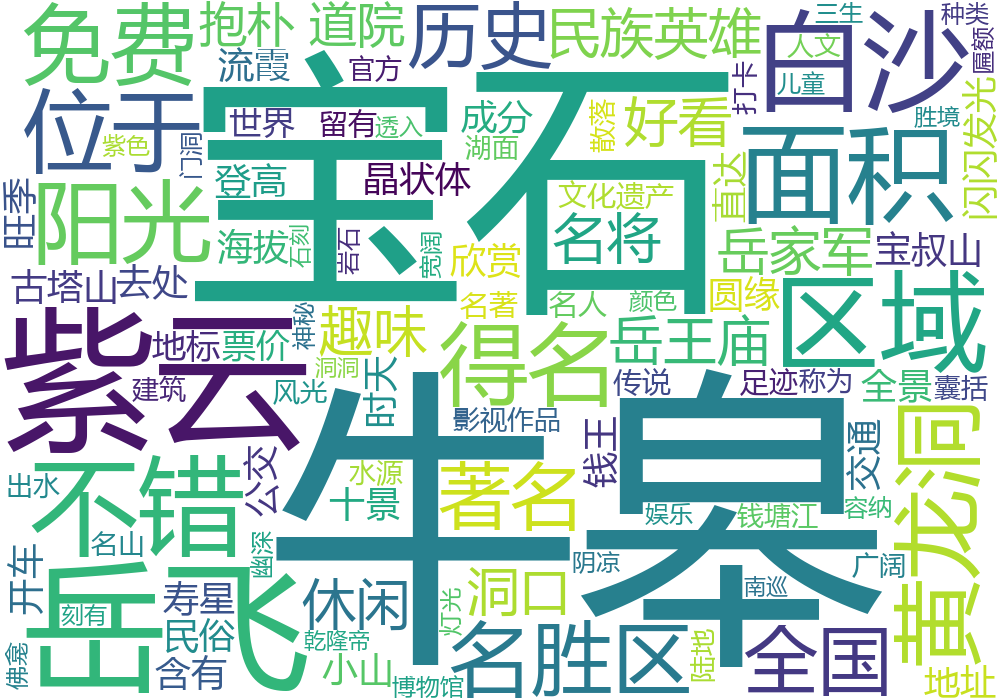 免费
抱朴
道院
历史
民族英雄
三生
种类
白沙
人文
匾额
流霞
官方
打卡
儿童
位于
宝石
世界
留有
透入
成分
湖面
散落
好看
胜境
闪闪发光
紫色
门洞
面积
旺季
阳光
登高
晶状体
文化遗产
直达
海拔
石刻
岩石
宽阔
欣赏
名将
岳家军
宝叔山
古塔山
去处
名著
名人
颜色
圆缘
区域
紫云
地标
票价
神秘
趣味
得名
岳王庙
建筑
风光
洞洞
时天
传说
足迹
称为
全景
囊括
牛皋
影视作品
钱王
交通
黄龙洞
不错
公交
水源
十景
著名
出水
名山
娱乐
钱塘江
容纳
开车
幽深
岳飞
寿星
休闲
灯光
洞口
阴凉
南巡
广阔
刻有
民俗
乾隆帝
名胜区
陆地
全国
佛龛
含有
小山
博物馆
地址